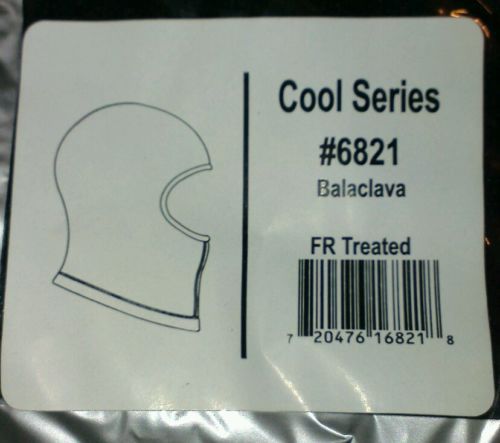 Cool Series
#6821
Balaclava
FR Treated
7 20476 16821 8